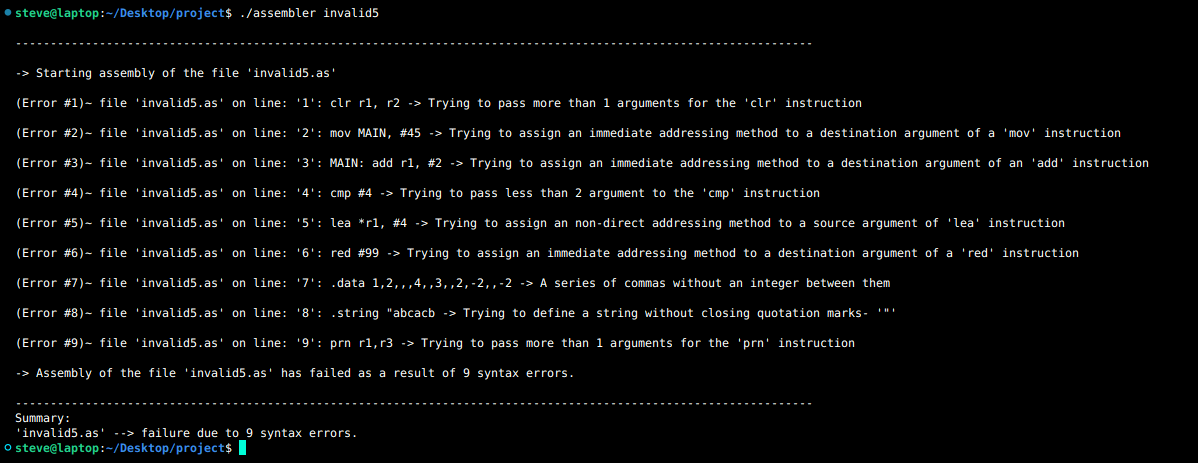 steve@laptop:~/Desktop/project$ ./assembler invalid5
------------------------------------------------------------------------------------------------------------------
-> Starting assembly of the file 'invalid5.as'
(Error #1)~ file 'invalid5.as' on line: '1': clr r1, r2 -> Trying to pass more than 1 arguments for the 'clr' instruction
(Error #2)~ file 'invalid5.as' on line: '2': mov MAIN, #45 -> Trying to assign an immediate addressing method to a destination argument of a 'mov' instruction
(Error #3)~ file 'invalid5.as' on line: '3': MAIN: add r1, #2 -> Trying to assign an immediate addressing method to a destination argument of an 'add' instruction
(Error #4)~ file 'invalid5.as' on line: '4': cmp #4 -> Trying to pass less than 2 argument to the 'cmp' instruction
(Error #5)~ file 'invalid5.as' on line: '5': lea *r1, #4 -> Trying to assign an non-direct addressing method to a source argument of 'lea' instruction
(Error #6)~ file 'invalid5.as' on line: '6': red #99 -> Trying to assign an immediate addressing method to a destination argument of a 'red' instruction
(Error #7)~ file 'invalid5.as' on line: '7': .data 1,2,,,4,,3,,2,-2,,-2 -> A series of commas without an integer between them
(Error #8)~ file 'invalid5.as' on line: '8': .string "abcacb -> Trying to define a string without closing quotation marks- '"'
(Error #9)~ file 'invalid5.as' on line: '9': prn r1,r3 -> Trying to pass more than 1 arguments for the 'prn' instruction
-> Assembly of the file 'invalid5.as' has failed as a result of 9 syntax errors.
------------------------------------------------------------------------------------------------------------------
Summary:
'invalid5.as' --> failure due to 9 syntax errors.
steve@laptop:~/Desktop/project$